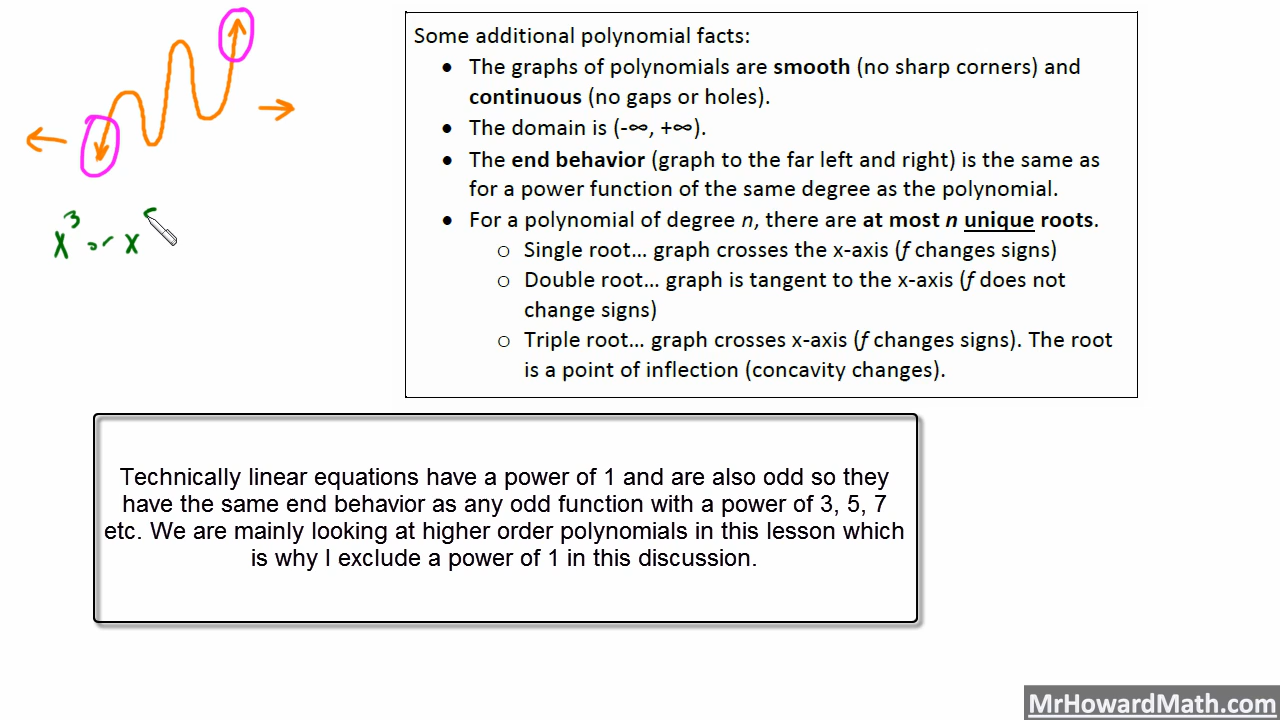 x³ or x
Some additional polynomial facts:
• The graphs of polynomials are smooth (no sharp corners) and
continuous (no gaps or holes).
• The domain is (-∞, +∞).
• The end behavior (graph to the far left and right) is the same as
for a power function of the same degree as the polynomial.
• For a polynomial of degree n, there are at most n unique roots.
o Single root… graph crosses the x-axis (f changes signs)
o Double root… graph is tangent to the x-axis (f does not
change signs)
o Triple root… graph crosses x-axis (f changes signs). The root
is a point of inflection (concavity changes).
Technically linear equations have a power of 1 and are also odd so they
have the same end behavior as any odd function with a power of 3, 5, 7
etc. We are mainly looking at higher order polynomials in this lesson which
is why I exclude a power of 1 in this discussion.
MrHowardMath.com